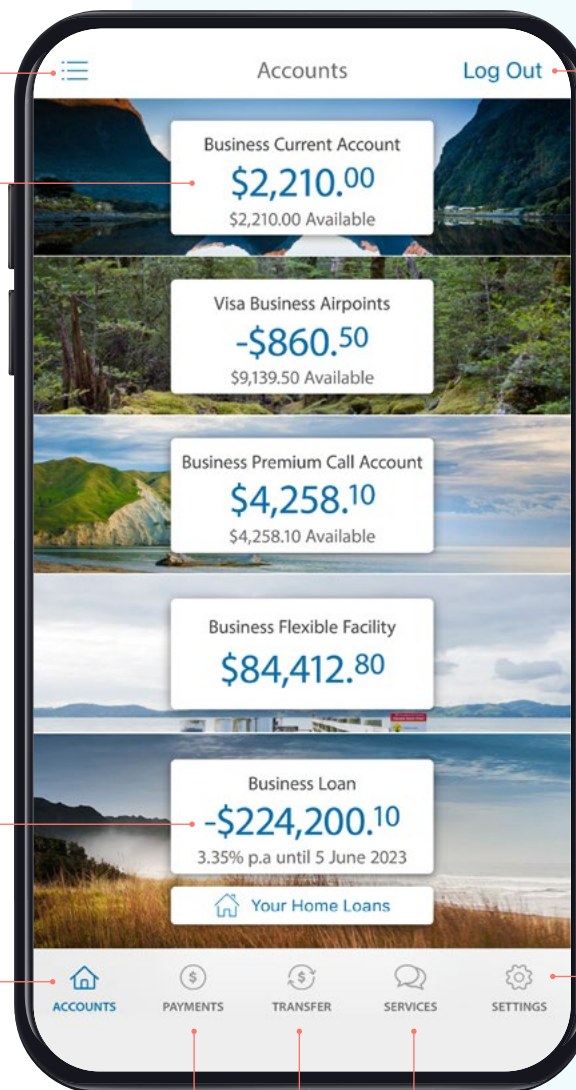 Accounts
Log Out
Business Current Account
$2,210.00
$2,210.00 Available
Visa Business Airpoints
-$860.50
$9,139.50 Available
Business Premium Call Account
$4,258.10
$4,258.10 Available
Business Flexible Facility
$84,412.80
Business Loan
-$224,200.10
3.35% p.a until 5 June 2023
Your Home Loans
ACCOUNTS
PAYMENTS
TRANSFER
SERVICES
SETTINGS